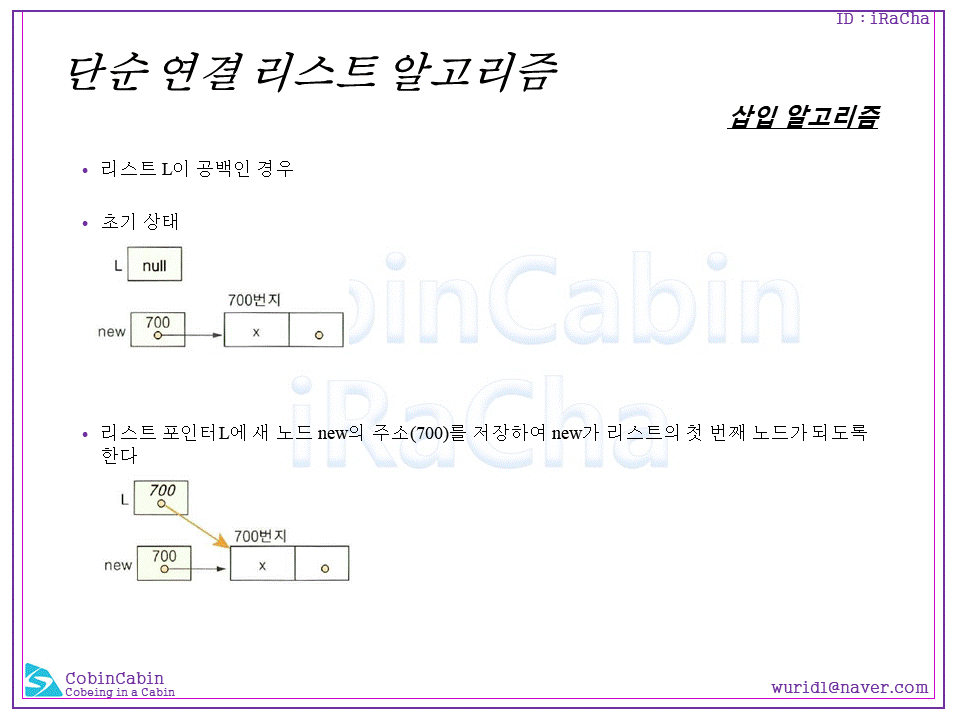 ID : iRaCha
단순 연결 리스트 알고리즘
삽입 알고리즘
• 리스트 L이 공백인 경우
• 초기 상태
L null
700번지
new 700 x
CobinCabin
iRaCha
• 리스트 포인터L에 새 노드 new의 주소(700)를 저장하여 new가 리스트의 첫 번째 노드가 되도록
한다
L 700
700번지
new 700 x
CobinCabin
Cobeing in a Cabin
wurid1@naver.com